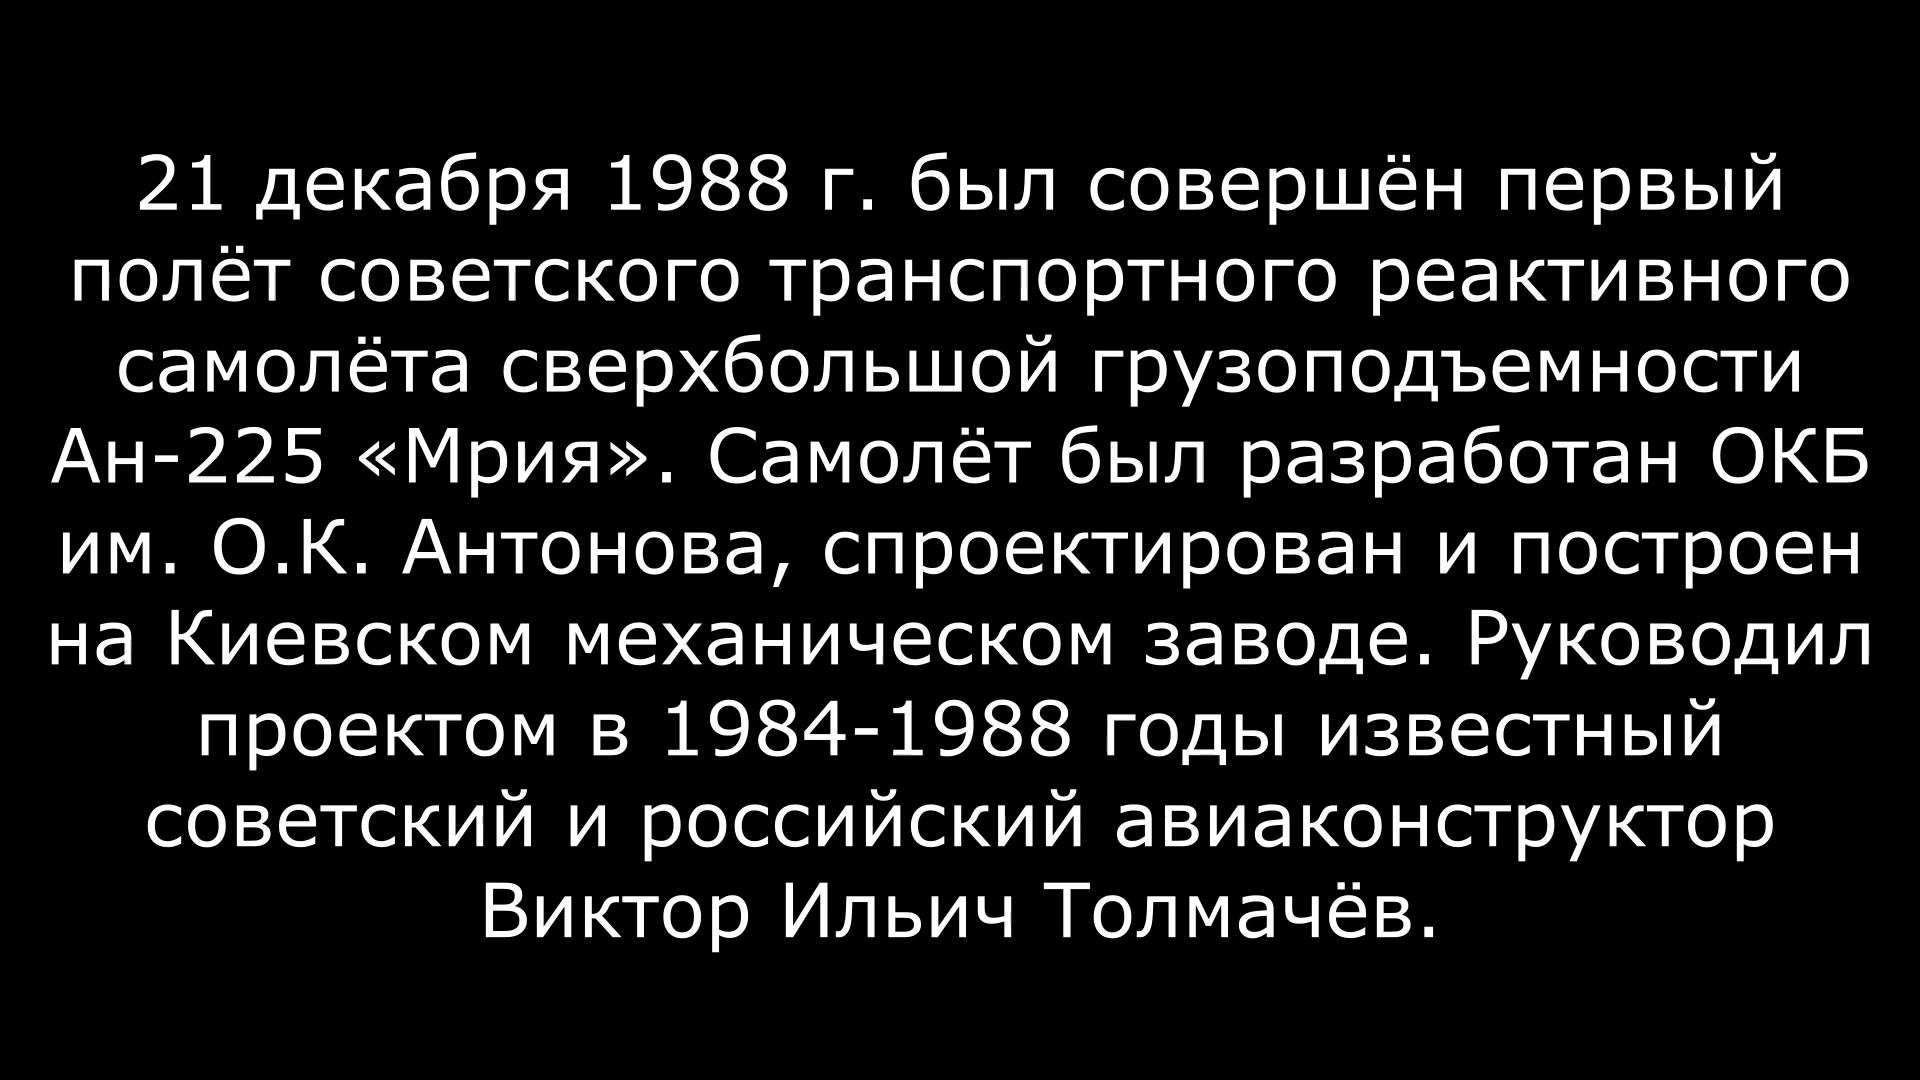 21 декабря 1988 г. был совершён первый
полёт советского транспортного реактивного
самолёта сверхбольшой грузоподъемности
Ан-225 «Мрия». Самолёт был разработан ОКБ
им. О.К. Антонова, спроектирован и построен
на Киевском механическом заводе. Руководил
проектом в 1984-1988 годы известный
советский и российский авиаконструктор
Виктор Ильич Толмачёв.